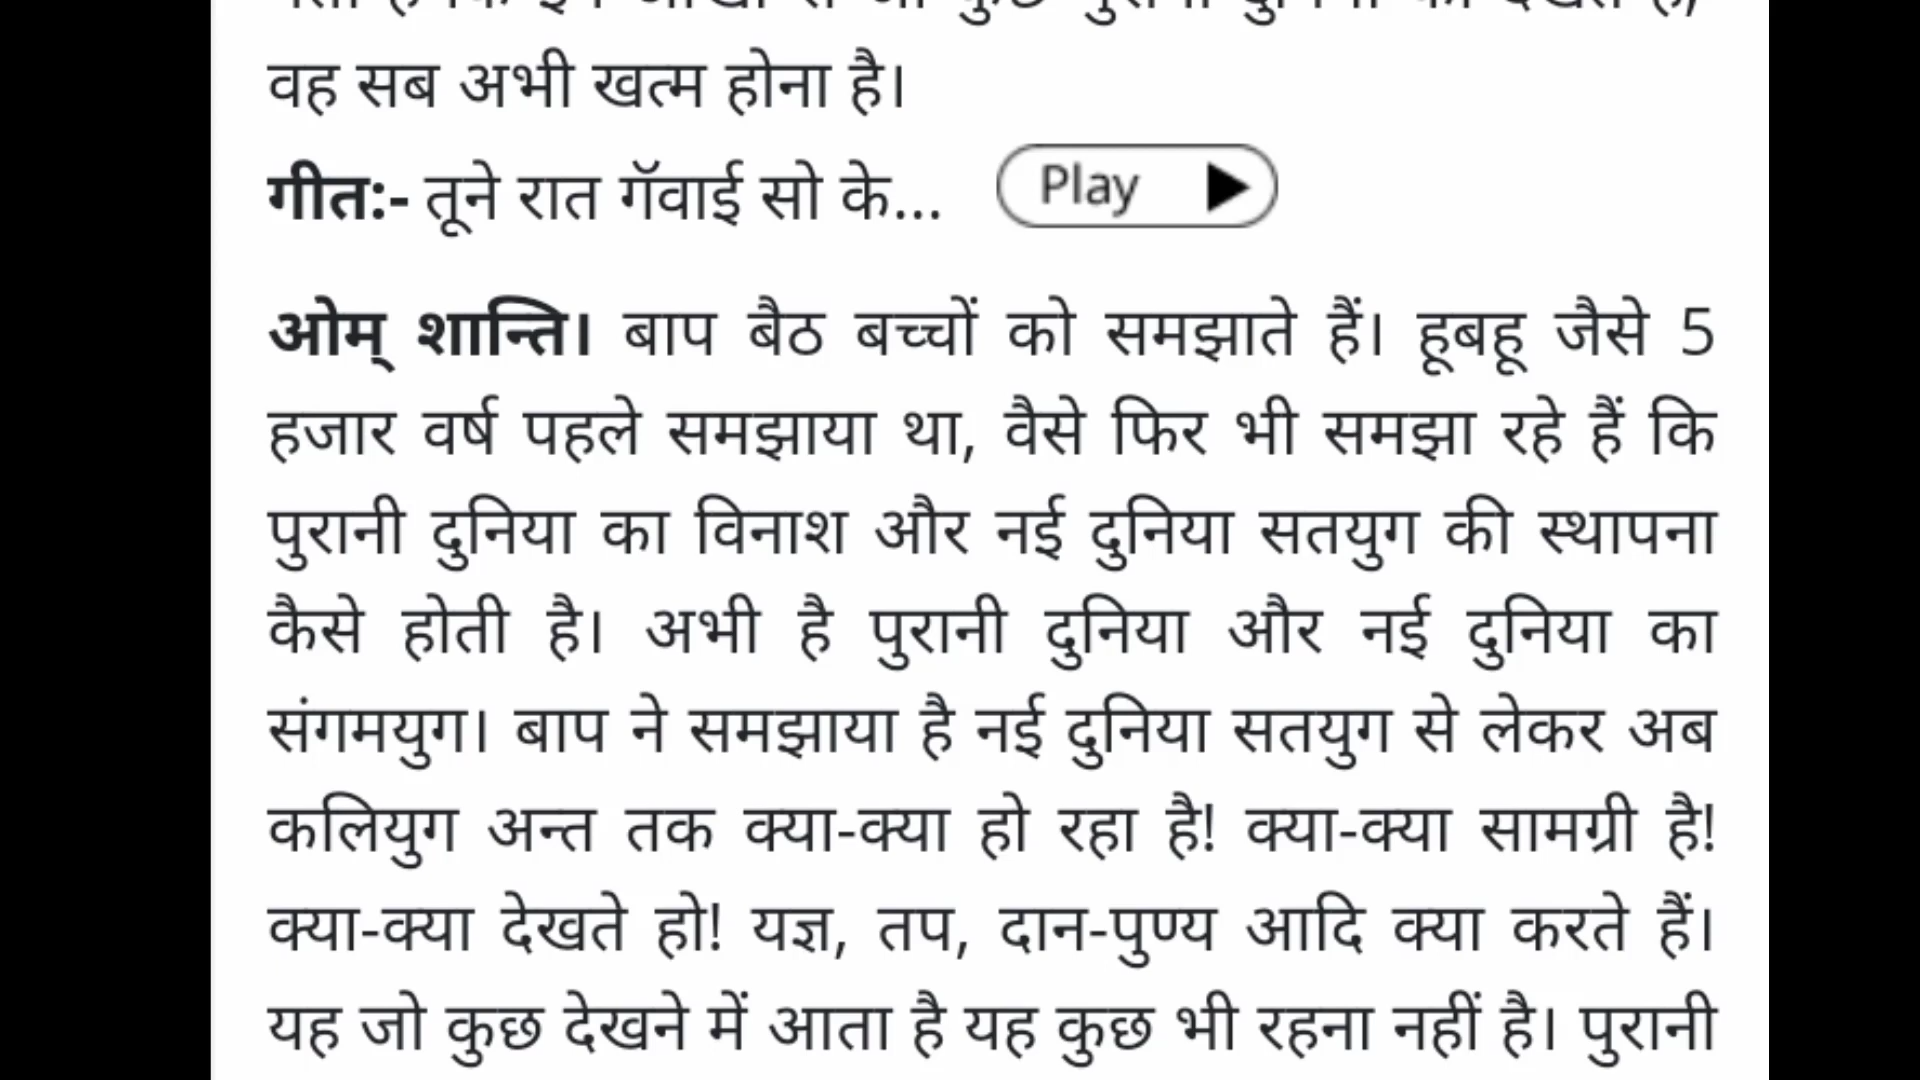 वह सब अभी खत्म होना है।
गीत:- तूने रात गॅवाई सो के... Play
ओम् शान्ति। बाप बैठ बच्चों को समझाते हैं। हूबहू जैसे 5
हजार वर्ष पहले समझाया था, वैसे फिर भी समझा रहे हैं कि
पुरानी दुनिया का विनाश और नई दुनिया सतयुग की स्थापना
कैसे होती है। अभी है पुरानी दुनिया और नई दुनिया का
संगमयुग। बाप ने समझाया है नई दुनिया सतयुग से लेकर अब
कलियुग अन्त तक क्या-क्या हो रहा है! क्या-क्या सामग्री है!
क्या-क्या देखते हो! यज्ञ, तप, दान-पुण्य आदि क्या करते हैं।
यह जो कुछ देखने में आता है यह कुछ भी रहना नहीं है। पुरानी